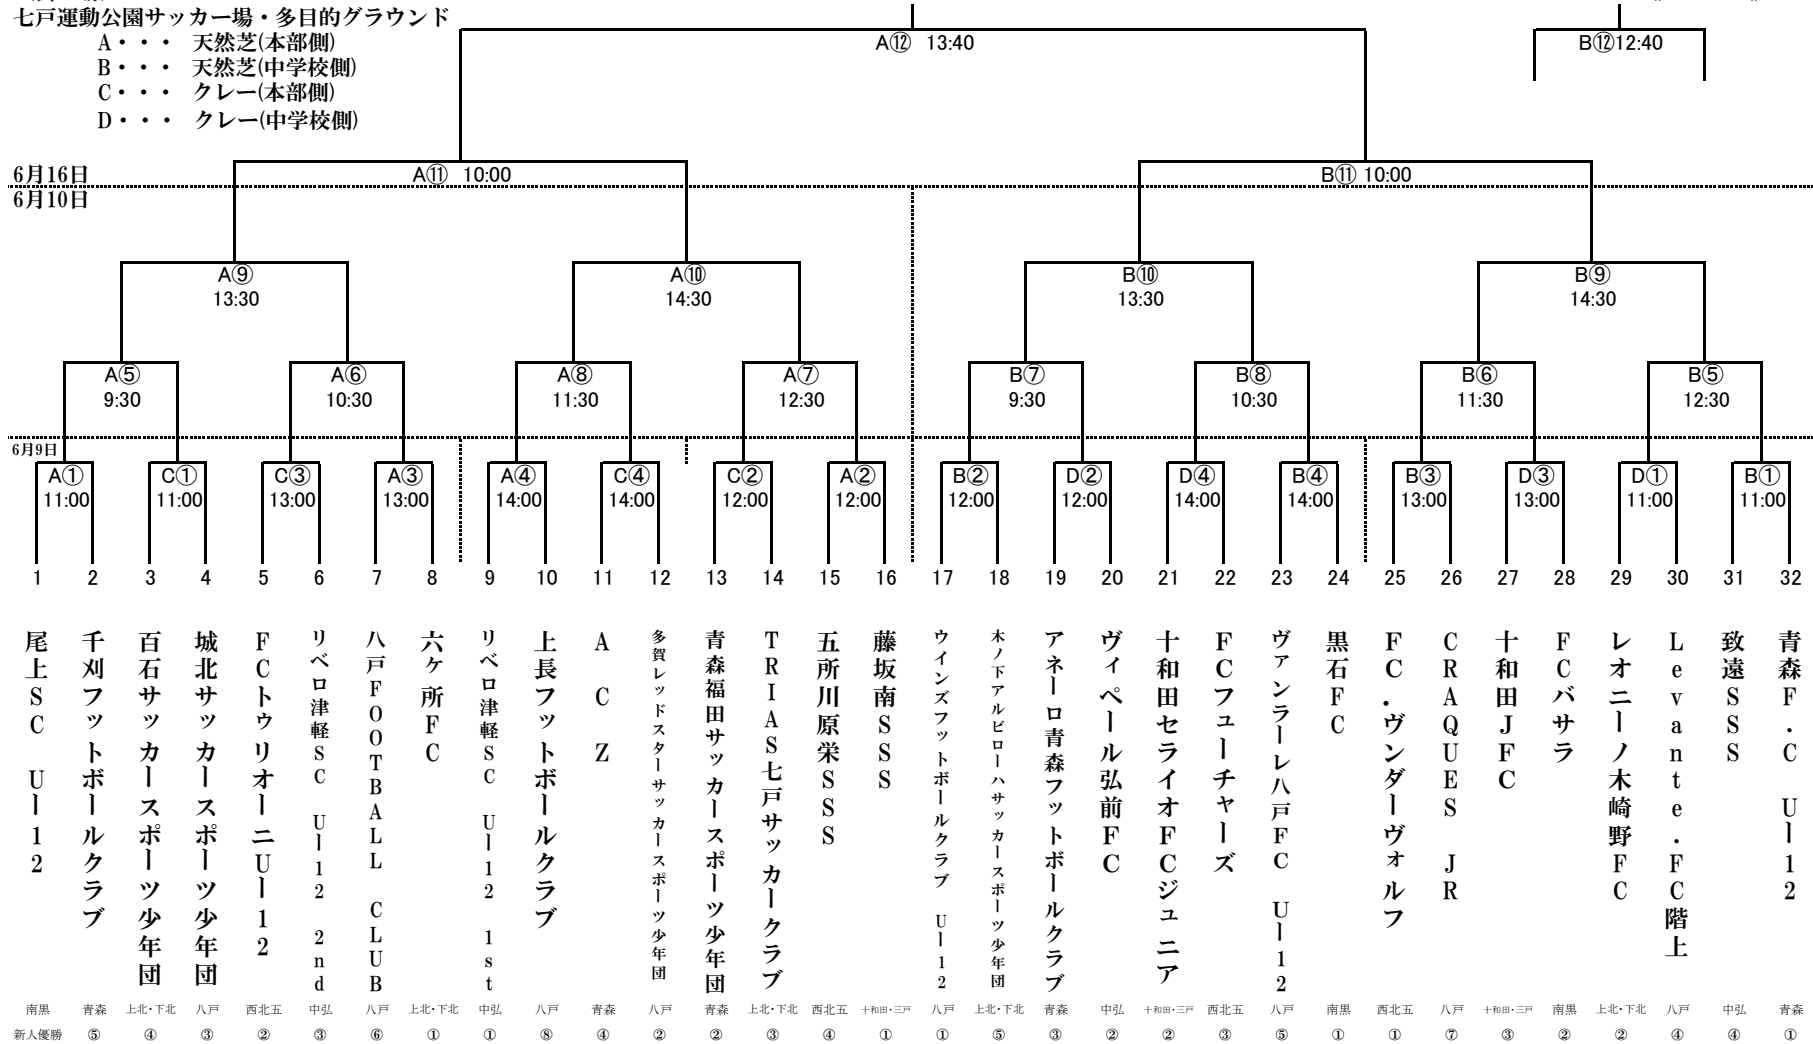 七戸運動公園サッカー場・多目的グラウンド
A・・・ 天然芝(本部側)
B・・・ 天然芝(中学校側)
C・・・ クレー(本部側)
D・・・ クレー(中学校側)
A⑫ 13:40
B⑫12:40
6月16日
A⑪ 10:00
B⑪ 10:00
6月10日
A⑨ A⑩ B⑩ B⑨
13:30 14:30 13:30 14:30
A⑤ A⑥ A⑧ A⑦ B⑦ B⑧ B⑥ B⑤
9:30 10:30 11:30 12:30 9:30 10:30 11:30 12:30
6月9日
A① C① C③ A③ A④ C④ C② A② B② D② D④ B④ B③ D③ D① B①
11:00 11:00 13:00 13:00 14:00 14:00 12:00 12:00 12:00 12:00 14:00 14:00 13:00 13:00 11:00 11:00
1 2 3 4 5 6 7 8 9 10 11 12 13 14 15 16 17 18 19 20 21 22 23 24 25 26 27 28 29 30 31 32
尾上SC Uー12
千刈フットボールクラブ
百石サッカースポーツ少年団
城北サッカースポーツ少年団
FCトゥリオーニUー12
リベロ津軽SC Uー12 2nd
八戸FOOTBALL CLUB
六ケ所FC
リベロ津軽SC Uー12 1st
上長フットボールクラブ
A C Z
多賀レッドスターサッカースポーツ少年団
青森福田サッカースポーツ少年団
TRIAS七戸サッカークラブ
五所川原栄SSS
藤坂南SSS
ウインズフットボールクラブ Uー12
木ノ下アルビローハサッカースポーツ少年団
アネーロ青森フットボールクラブ
ヴィペール弘前FC
十和田セライオFCジュニア
FCフューチャーズ
ヴァンラーレ八戸FC Uー12
黒石FC
FC.ヴンダーヴォルフ
CRAQUES JR
十和田JFC
FCバサラ
レオニーノ木崎野FC
Levante.FC階上
致遠SSS
青森F.C Uー12
南黒 青森 上北・下北 八戸 西北五 中弘 八戸 上北・下北 中弘 八戸 青森 八戸 青森 上北・下北 西北五 十和田・三戸 八戸 上北・下北 青森 中弘 十和田・三戸 西北五 八戸 南黒 西北五 八戸 十和田・三戸 南黒 上北・下北 八戸 中弘 青森
新人優勝 ⑤ ④ ③ ② ③ ⑥ ① ① ⑧ ④ ② ② ③ ④ ① ① ⑤ ③ ② ② ③ ⑤ ① ① ⑦ ③ ② ② ④ ④ ①